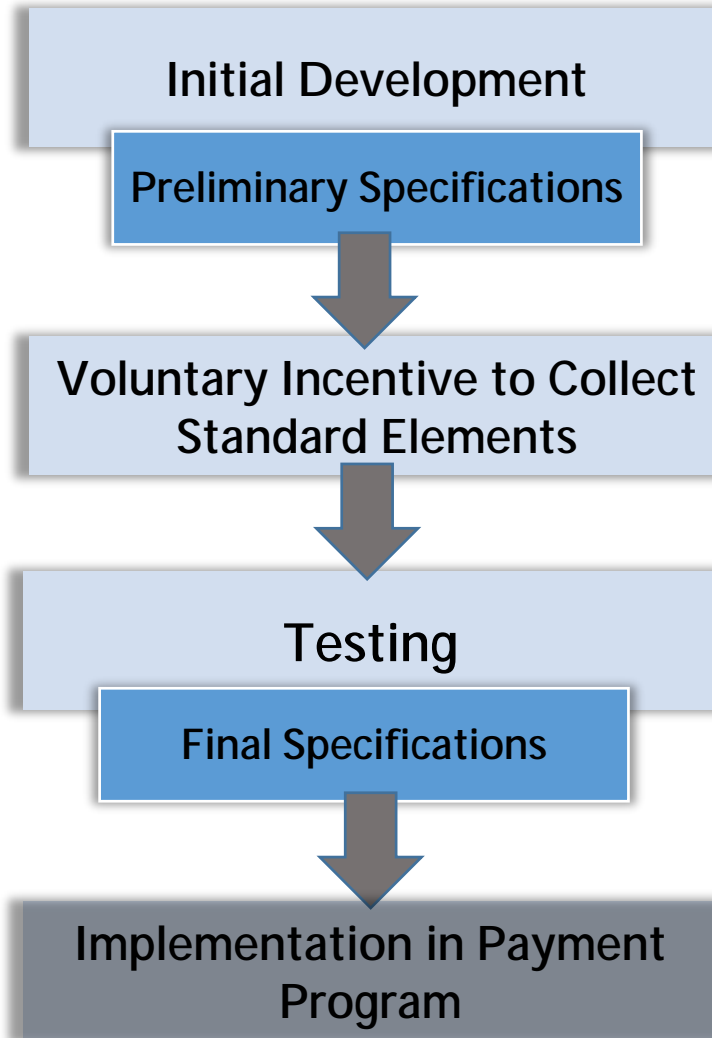 Initial Development
Preliminary Specifications
Voluntary Incentive to Collect
Standard Elements
Testing
Final Specifications
Implementation in Payment
Program